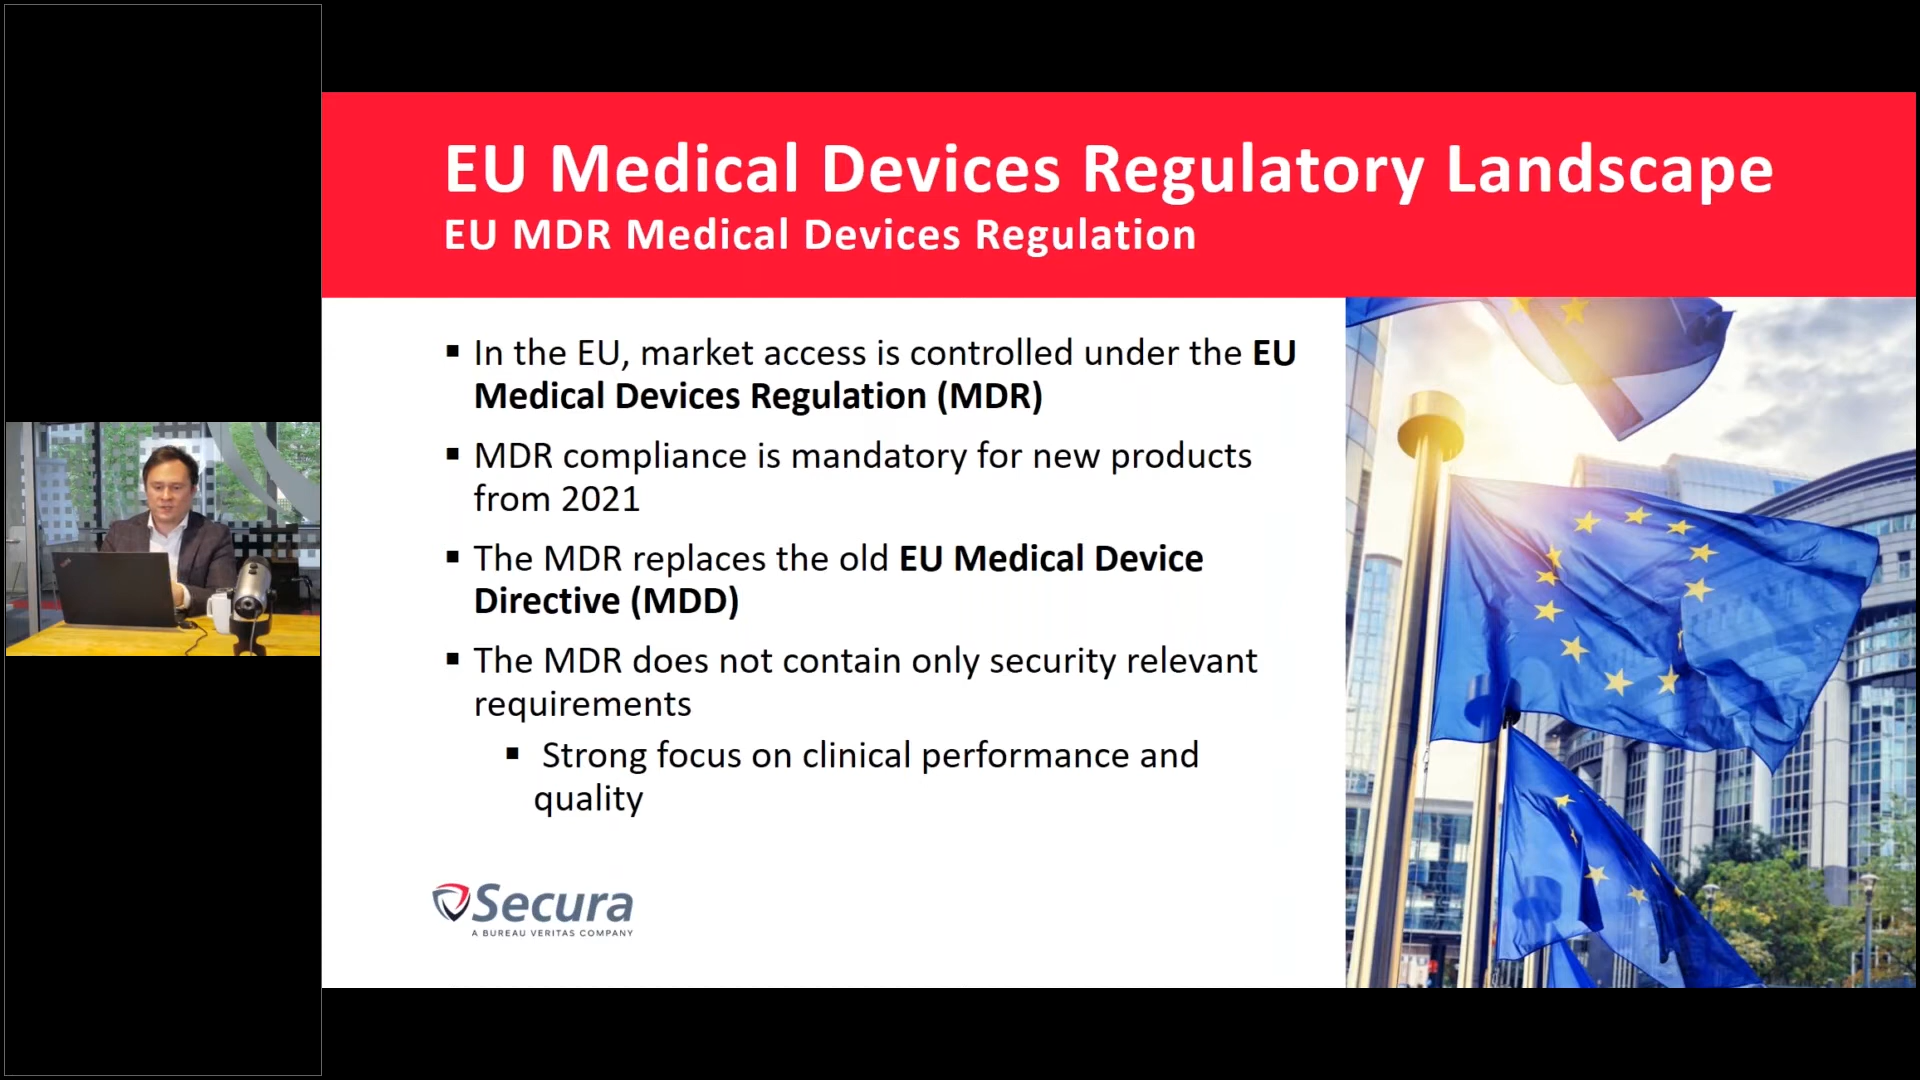 EU Medical Devices Regulatory Landscape
EU MDR Medical Devices Regulation
▪ In the EU, market access is controlled under the EU
Medical Devices Regulation (MDR)
▪ MDR compliance is mandatory for new products
from 2021
▪ The MDR replaces the old EU Medical Device
Directive (MDD)
▪ The MDR does not contain only security relevant
requirements
▪ Strong focus on clinical performance and
quality
Secura
A BUREAU VERITAS COMPANY